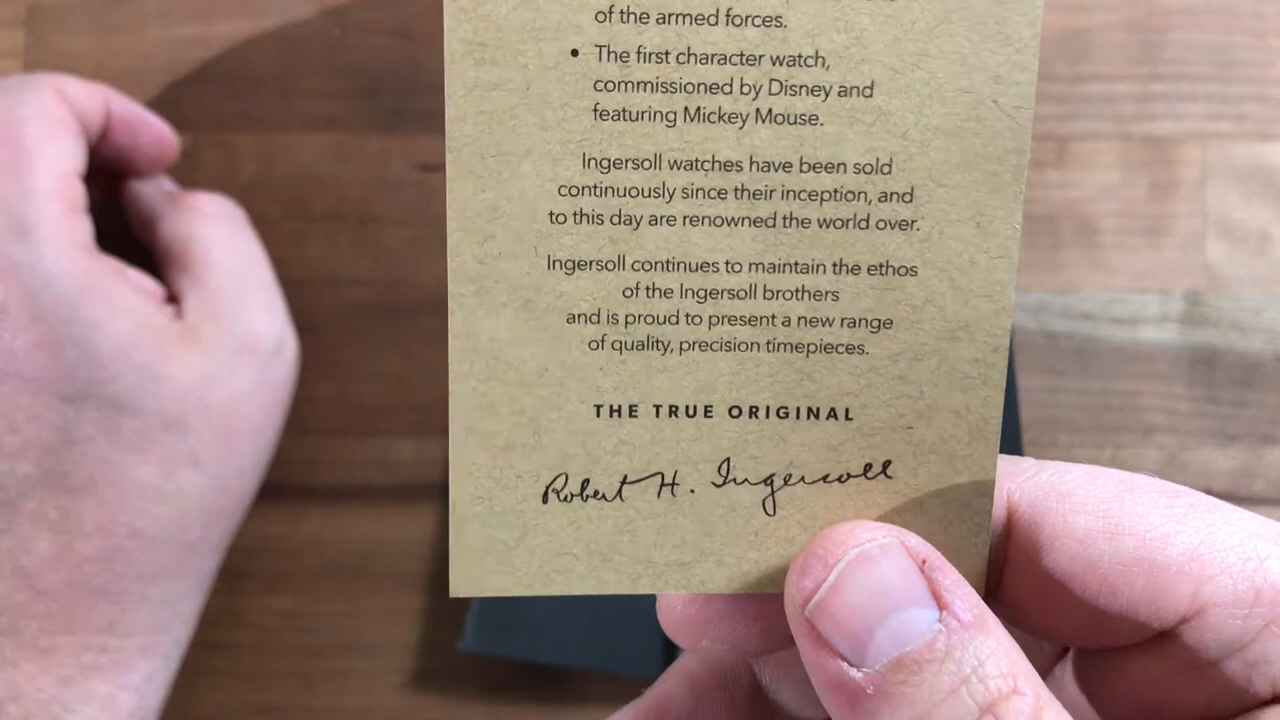 of the armed forces.
• The first character watch,
commissioned by Disney and
featuring Mickey Mouse.
Ingersoll watches have been sold
continuously since their inception, and
to this day are renowned the world over.
Ingersoll continues to maintain the ethos
of the Ingersoll brothers
and is proud to present a new range
of quality, precision timepieces.
THE TRUE ORIGINAL
Robert H. Ingersoll